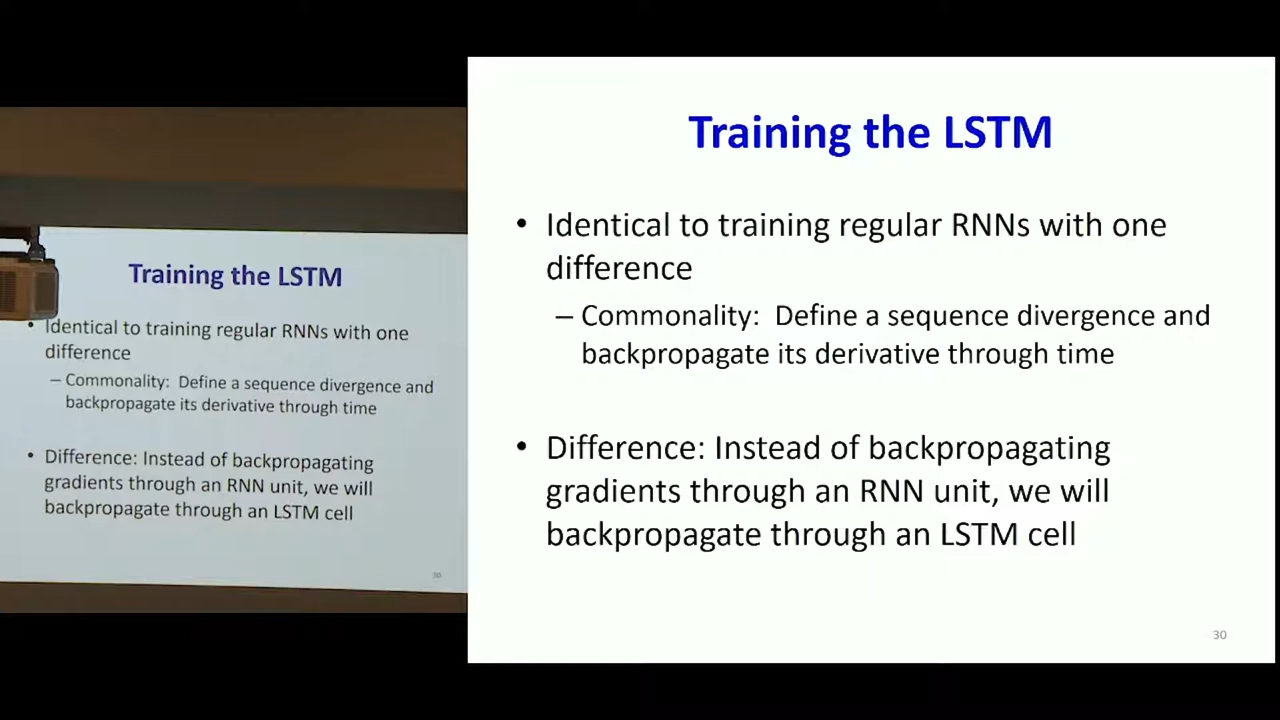 Training the LSTM
• Identical to training regular RNNs with one
difference
– Commonality: Define a sequence divergence and
backpropagate its derivative through time
• Difference: Instead of backpropagating
gradients through an RNN unit, we will
backpropagate through an LSTM cell
30
Training the LSTM
• Identical to training regular RNNs with one
difference
– Commonality: Define a sequence divergence and
backpropagate its derivative through time
• Difference: Instead of backpropagating
gradients through an RNN unit, we will
backpropagate through an LSTM cell
30